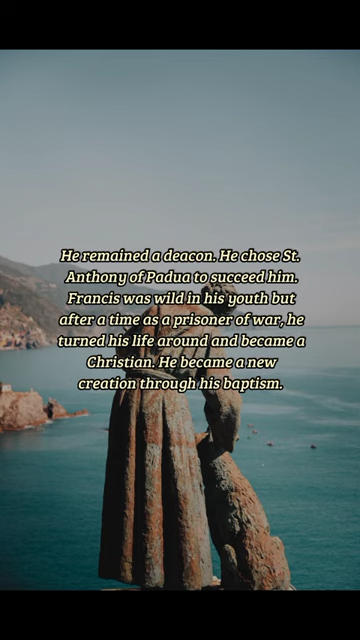 He remained a deacon. He chose St.
Anthony of Padua to succeed him.
Francis was wild in his youth but
after a time as a prisoner of war, he
turned his life around and became a
Christian. He became a new
creation through his baptism.